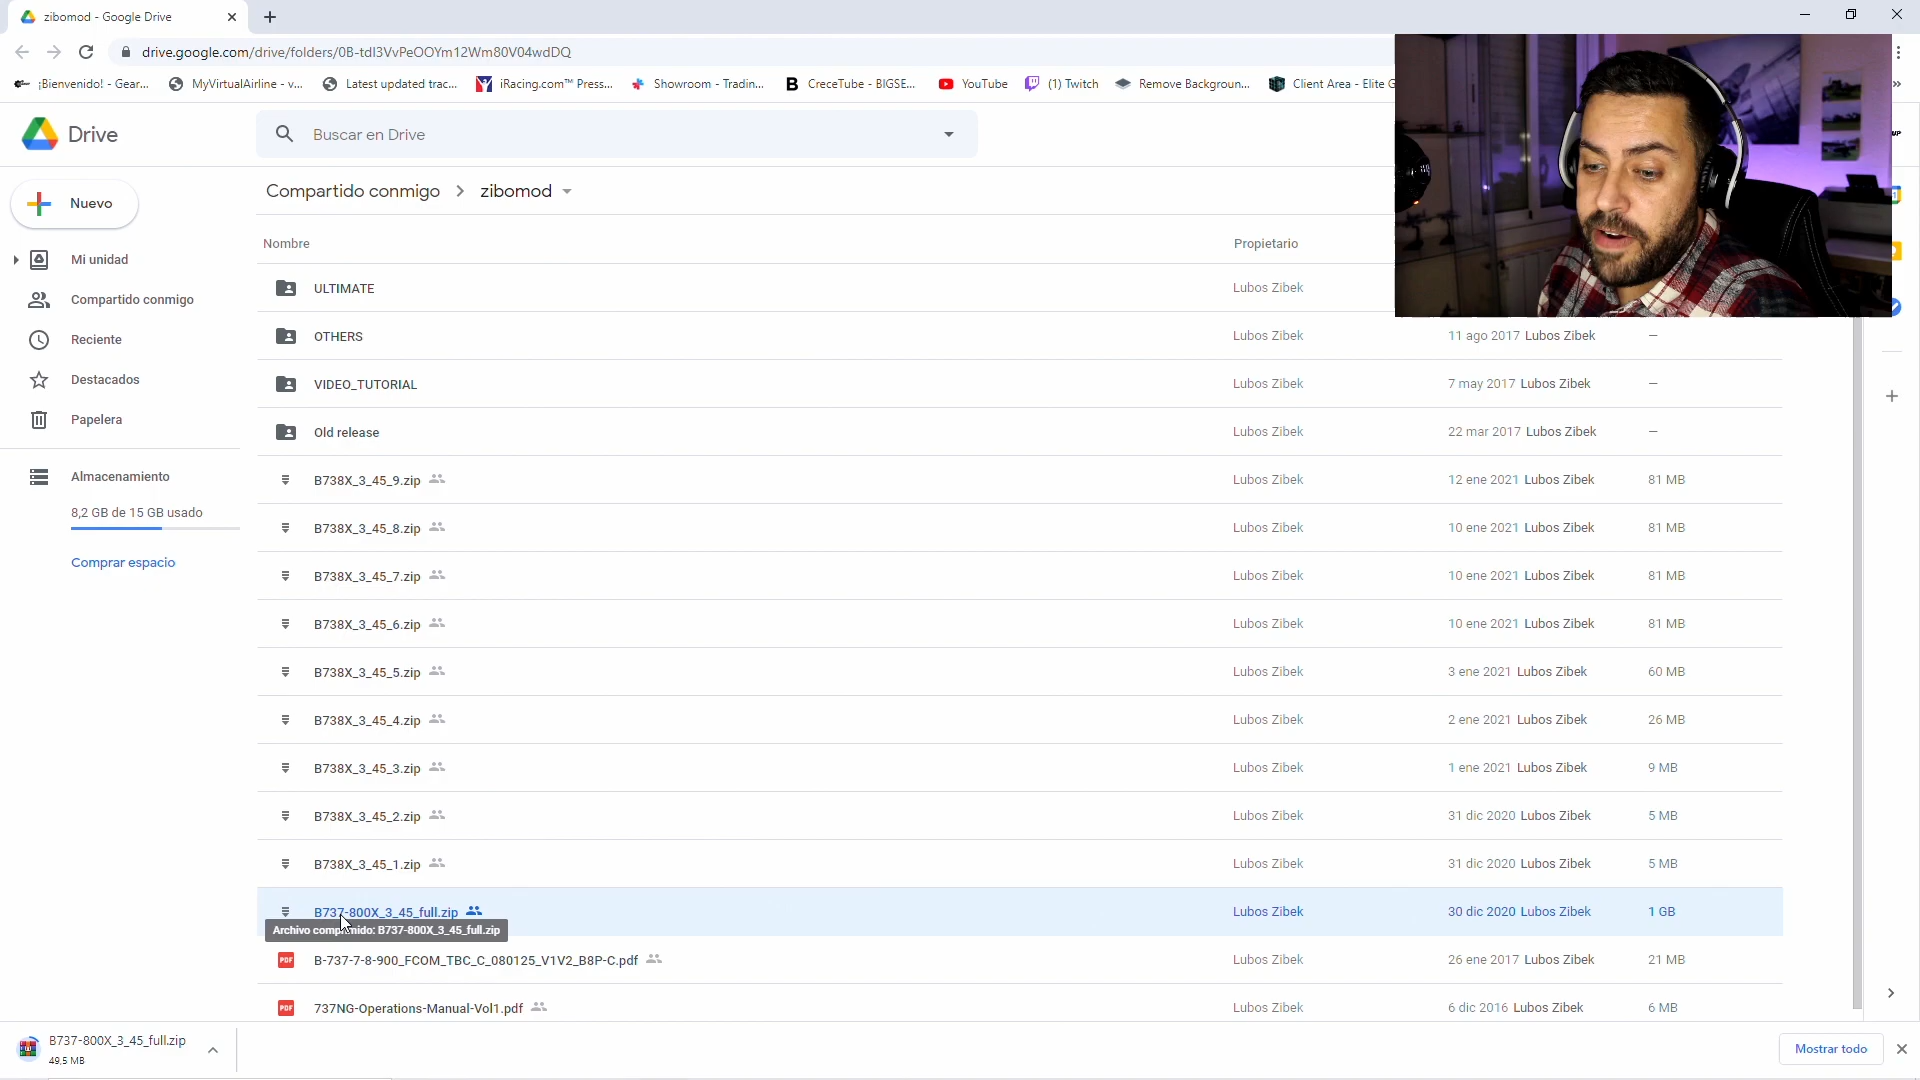 zibomod - Google Drive
drive.google.com/drive/folders/0B-tdI3VvPeOOYm12Wm80V04wdDQ
¡Bienvenido! - Gear...
MyVirtualAirline - v...
Latest updated trac...
iRacing.com™ Press...
Showroom - Tradin...
CreceTube - BIGSE...
YouTube
(1) Twitch
Remove Backgroun...
Client Area - Elite G
Drive
Buscar en Drive
Nuevo
Compartido conmigo > zibomod
Nombre Propietario
Mi unidad
Compartido conmigo
Reciente
Destacados
Papelera
Almacenamiento
8,2 GB de 15 GB usado
Comprar espacio
ULTIMATE Lubos Zibek
OTHERS Lubos Zibek 11 ago 2017 Lubos Zibek —
VIDEO_TUTORIAL Lubos Zibek 7 may 2017 Lubos Zibek —
Old release Lubos Zibek 22 mar 2017 Lubos Zibek —
B738X_3_45_9.zip Lubos Zibek 12 ene 2021 Lubos Zibek 81 MB
B738X_3_45_8.zip Lubos Zibek 10 ene 2021 Lubos Zibek 81 MB
B738X_3_45_7.zip Lubos Zibek 10 ene 2021 Lubos Zibek 81 MB
B738X_3_45_6.zip Lubos Zibek 10 ene 2021 Lubos Zibek 81 MB
B738X_3_45_5.zip Lubos Zibek 3 ene 2021 Lubos Zibek 60 MB
B738X_3_45_4.zip Lubos Zibek 2 ene 2021 Lubos Zibek 26 MB
B738X_3_45_3.zip Lubos Zibek 1 ene 2021 Lubos Zibek 9 MB
B738X_3_45_2.zip Lubos Zibek 31 dic 2020 Lubos Zibek 5 MB
B738X_3_45_1.zip Lubos Zibek 31 dic 2020 Lubos Zibek 5 MB
B737-800X_3_45_full.zip Lubos Zibek 30 dic 2020 Lubos Zibek 1 GB
Archivo comprimido: B737-800X_3_45_full.zip
PDF B-737-7-8-900_FCOM_TBC_C_080125_V1V2_B8P-C.pdf Lubos Zibek 26 ene 2017 Lubos Zibek 21 MB
PDF 737NG-Operations-Manual-Vol1.pdf Lubos Zibek 6 dic 2016 Lubos Zibek 6 MB
B737-800X_3_45_full.zip
49,5 MB
Mostrar todo